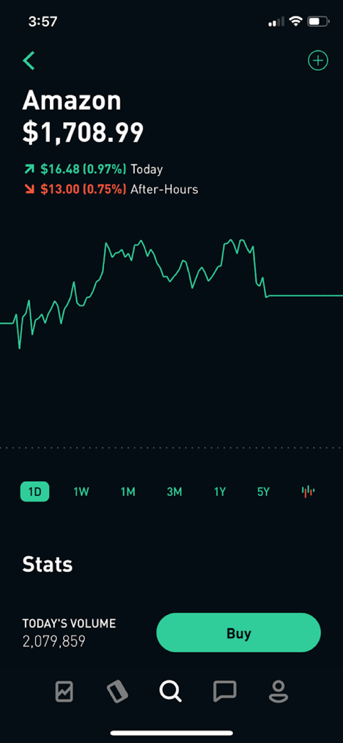 3:57
Amazon
$1,708.99
$16.48 (0.97%) Today
$13.00 (0.75%) After-Hours
1D 1W 1M 3M 1Y 5Y
Stats
TODAY'S VOLUME
2,079,859
Buy